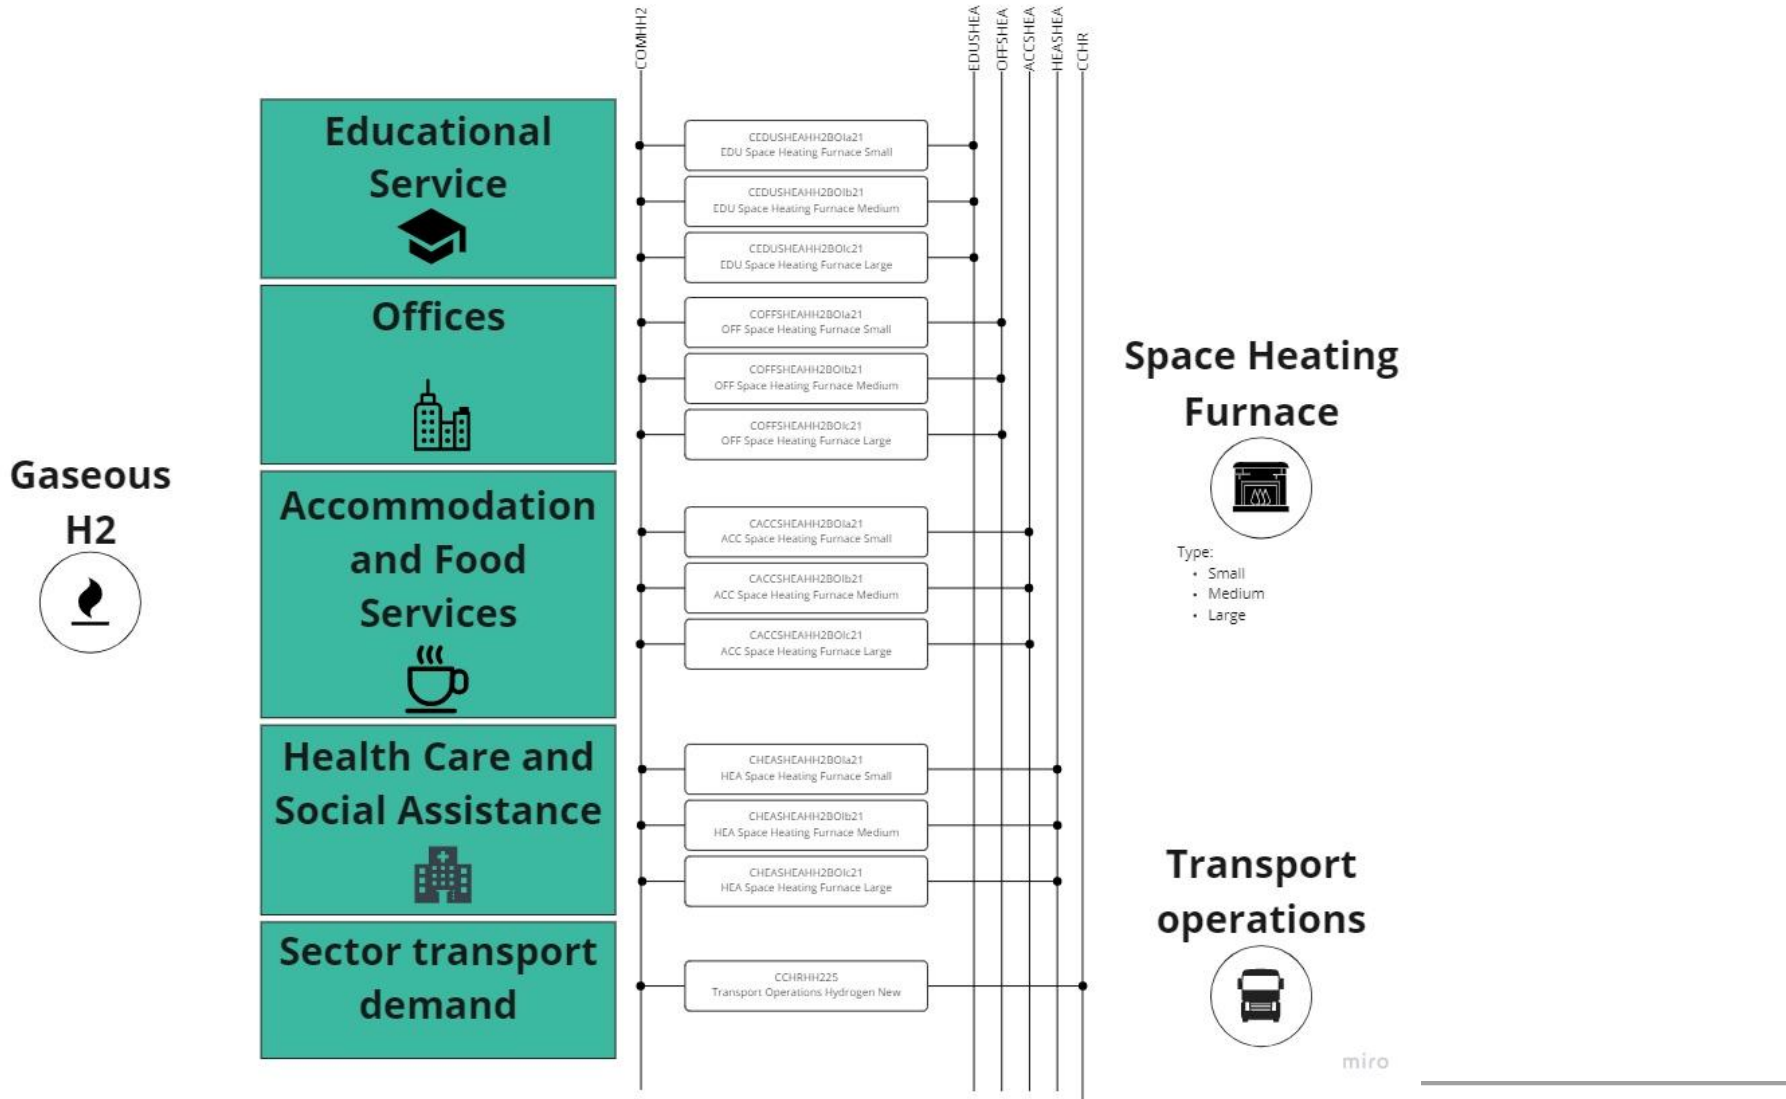 COMHH2
EDUSHEA
OFFSHEA
ACCSHEA
HEASHEA
CCHR
Gaseous
H2
Educational
Service
CEDUSHEAHH2BOIa21
EDU Space Heating Furnace Small
CEDUSHEAHH2BOIb21
EDU Space Heating Furnace Medium
CEDUSHEAHH2BOIc21
EDU Space Heating Furnace Large
Offices
COFFSHEAHH2BOIa21
OFF Space Heating Furnace Small
COFFSHEAHH2BOIb21
OFF Space Heating Furnace Medium
COFFSHEAHH2BOIc21
OFF Space Heating Furnace Large
Accommodation
and Food
Services
CACCSHEAHH2BOIa21
ACC Space Heating Furnace Small
CACCSHEAHH2BOIb21
ACC Space Heating Furnace Medium
CACCSHEAHH2BOIc21
ACC Space Heating Furnace Large
Health Care and
Social Assistance
CHEASHEAHH2BOIa21
HEA Space Heating Furnace Small
CHEASHEAHH2BOIb21
HEA Space Heating Furnace Medium
CHEASHEAHH2BOIc21
HEA Space Heating Furnace Large
Sector transport
demand
CCHRHH225
Transport Operations Hydrogen New
Space Heating
Furnace
Type:
• Small
• Medium
• Large
Transport
operations
miro